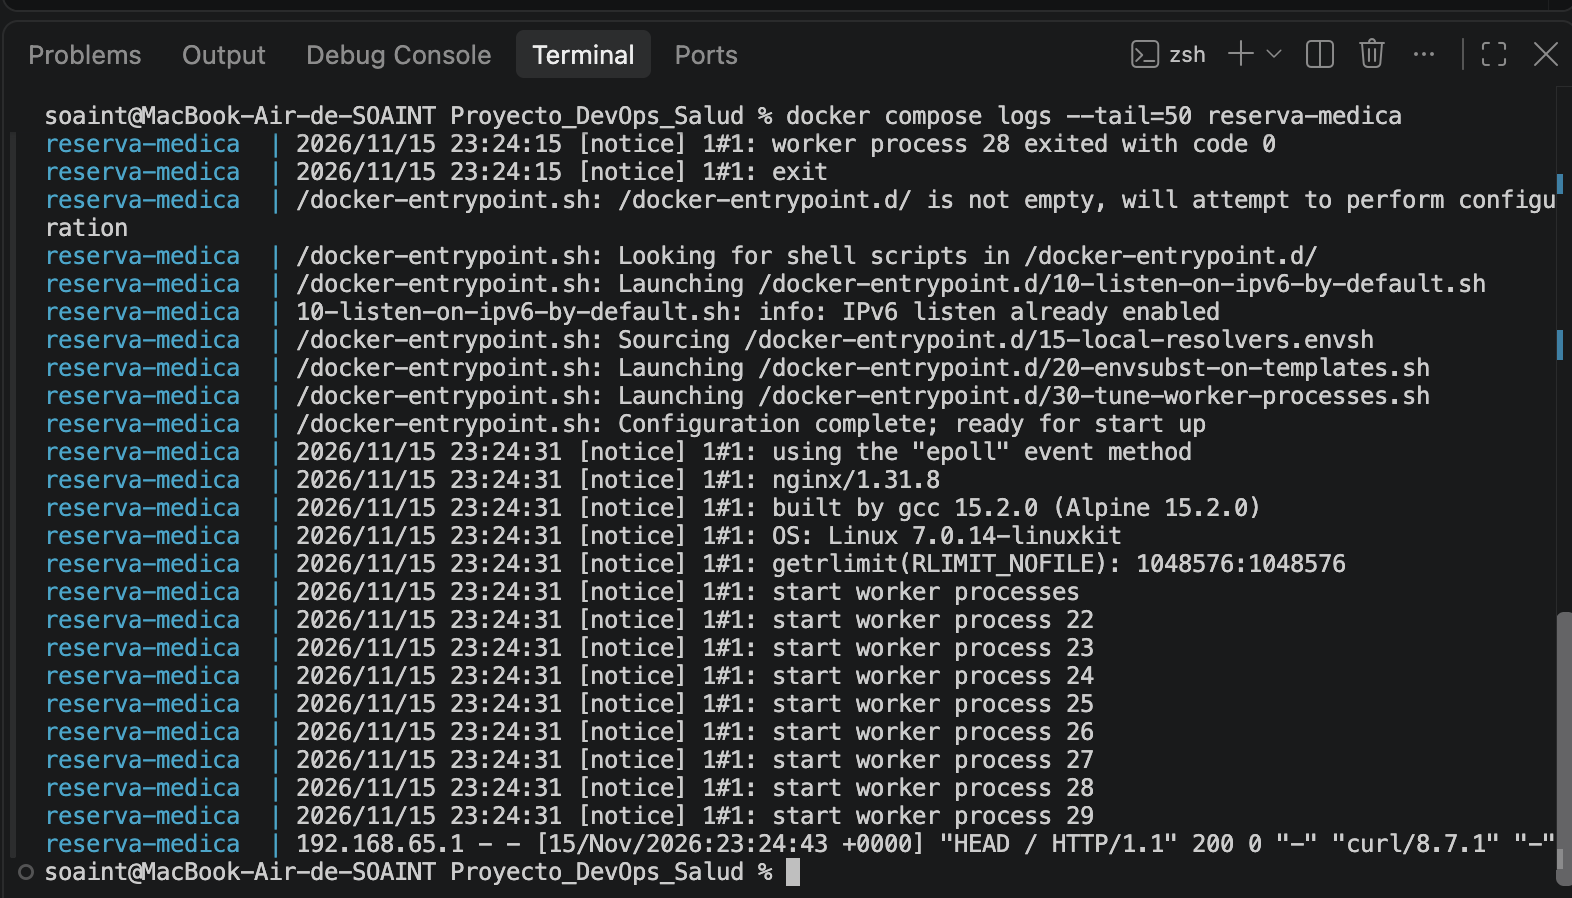 Problems Output Debug Console Terminal Ports zsh
soaint@MacBook-Air-de-SOAINT Proyecto_DevOps_Salud % docker compose logs --tail=50 reserva-medica
reserva-medica | 2026/11/15 23:24:15 [notice] 1#1: worker process 28 exited with code 0
reserva-medica | 2026/11/15 23:24:15 [notice] 1#1: exit
reserva-medica | /docker-entrypoint.sh: /docker-entrypoint.d/ is not empty, will attempt to perform configu
ration
reserva-medica | /docker-entrypoint.sh: Looking for shell scripts in /docker-entrypoint.d/
reserva-medica | /docker-entrypoint.sh: Launching /docker-entrypoint.d/10-listen-on-ipv6-by-default.sh
reserva-medica | 10-listen-on-ipv6-by-default.sh: info: IPv6 listen already enabled
reserva-medica | /docker-entrypoint.sh: Sourcing /docker-entrypoint.d/15-local-resolvers.envsh
reserva-medica | /docker-entrypoint.sh: Launching /docker-entrypoint.d/20-envsubst-on-templates.sh
reserva-medica | /docker-entrypoint.sh: Launching /docker-entrypoint.d/30-tune-worker-processes.sh
reserva-medica | /docker-entrypoint.sh: Configuration complete; ready for start up
reserva-medica | 2026/11/15 23:24:31 [notice] 1#1: using the "epoll" event method
reserva-medica | 2026/11/15 23:24:31 [notice] 1#1: nginx/1.31.8
reserva-medica | 2026/11/15 23:24:31 [notice] 1#1: built by gcc 15.2.0 (Alpine 15.2.0)
reserva-medica | 2026/11/15 23:24:31 [notice] 1#1: OS: Linux 7.0.14-linuxkit
reserva-medica | 2026/11/15 23:24:31 [notice] 1#1: getrlimit(RLIMIT_NOFILE): 1048576:1048576
reserva-medica | 2026/11/15 23:24:31 [notice] 1#1: start worker processes
reserva-medica | 2026/11/15 23:24:31 [notice] 1#1: start worker process 22
reserva-medica | 2026/11/15 23:24:31 [notice] 1#1: start worker process 23
reserva-medica | 2026/11/15 23:24:31 [notice] 1#1: start worker process 24
reserva-medica | 2026/11/15 23:24:31 [notice] 1#1: start worker process 25
reserva-medica | 2026/11/15 23:24:31 [notice] 1#1: start worker process 26
reserva-medica | 2026/11/15 23:24:31 [notice] 1#1: start worker process 27
reserva-medica | 2026/11/15 23:24:31 [notice] 1#1: start worker process 28
reserva-medica | 2026/11/15 23:24:31 [notice] 1#1: start worker process 29
reserva-medica | 192.168.65.1 - - [15/Nov/2026:23:24:43 +0000] "HEAD / HTTP/1.1" 200 0 "-" "curl/8.7.1" "-"
soaint@MacBook-Air-de-SOAINT Proyecto_DevOps_Salud %